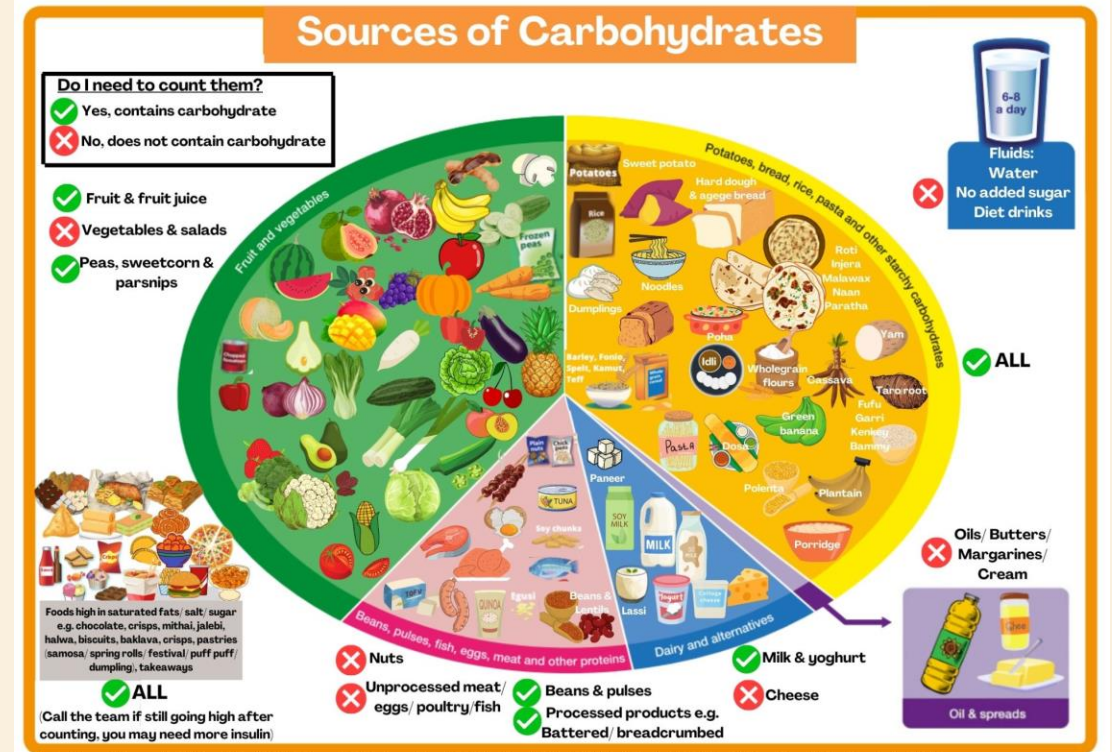 Sources of Carbohydrates
Do I need to count them?
Yes, contains carbohydrate
No, does not contain carbohydrate
Fruit & fruit juice
Vegetables & salads
Peas, sweetcorn &
parsnips
6-8
a day
Fluids:
Water
No added sugar
Diet drinks
Fruit and vegetables
Frozen
peas
Potatoes, bread, rice, pasta and other starchy carbohydrates
Potatoes
Sweet potato
Hard dough
& agege bread
Rice
Noodles
Dumplings
Roti
Injera
Malawax
Naan
Paratha
Poha
Yam
Barley, Fonio,
Spelt, Kamut,
Teff
Idli
Wholegrain
flours
Cassava
Taro root
Green
banana
Fufu
Garri
Kenkey
Bammy
Pasta
Dosa
Polenta
Plantain
Porridge
ALL
Plain
nuts
Chick
peas
TUNA
Soy chunks
TOFU
QUINOA
Egusi
Beans &
Lentils
Beans, pulses, fish, eggs, meat and other proteins
Paneer
SOY
MILK
MILK
Lassi
Yogurt
Cottage
cheese
Dairy and alternatives
Nuts
Unprocessed meat/
eggs/ poultry/fish
Beans & pulses
Processed products e.g.
Battered/ breadcrumbed
Milk & yoghurt
Cheese
Oils/ Butters/
Margarines/
Cream
Ghee
Oil & spreads
Foods high in saturated fats/ salt/ sugar
e.g. chocolate, crisps, mithai, jalebi,
halwa, biscuits, baklava, crisps, pastries
(samosa/ spring rolls/ festival/ puff puff/
dumpling), takeaways
ALL
(Call the team if still going high after
counting, you may need more insulin)